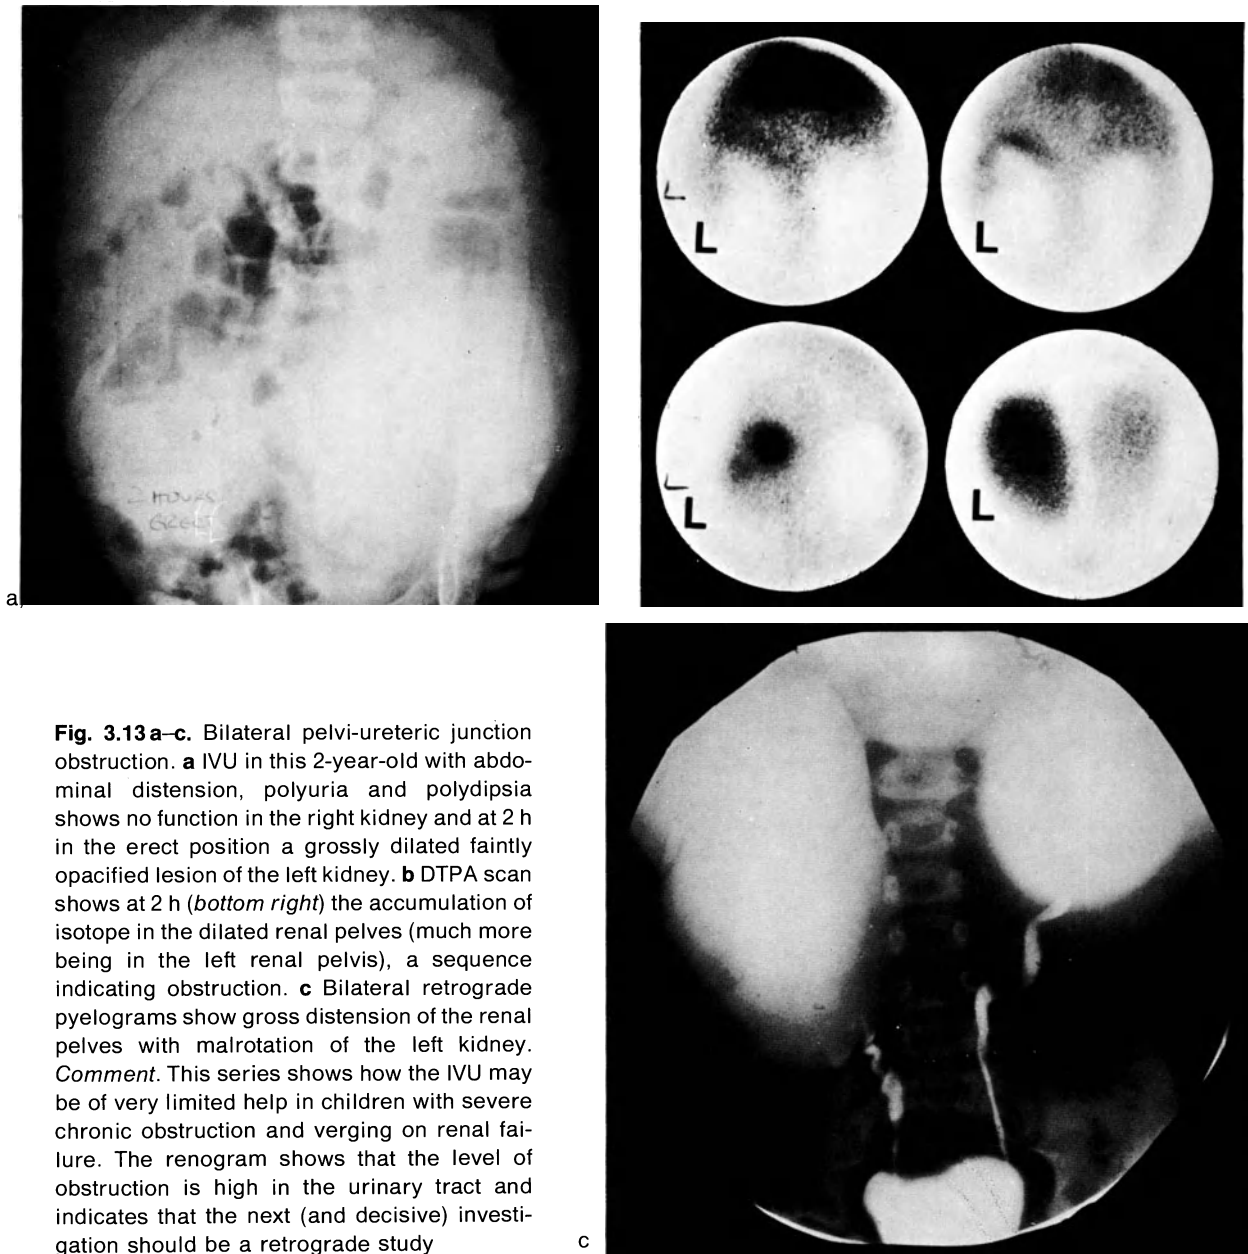 2 HOURS
ERECT
a
L
L
L
L
Fig. 3.13 a–c. Bilateral pelvi-ureteric junction
obstruction. a IVU in this 2-year-old with abdo-
minal distension, polyuria and polydipsia
shows no function in the right kidney and at 2 h
in the erect position a grossly dilated faintly
opacified lesion of the left kidney. b DTPA scan
shows at 2 h (bottom right) the accumulation of
isotope in the dilated renal pelves (much more
being in the left renal pelvis), a sequence
indicating obstruction. c Bilateral retrograde
pyelograms show gross distension of the renal
pelves with malrotation of the left kidney.
Comment. This series shows how the IVU may
be of very limited help in children with severe
chronic obstruction and verging on renal fai-
lure. The renogram shows that the level of
obstruction is high in the urinary tract and
indicates that the next (and decisive) investi-
gation should be a retrograde study
c